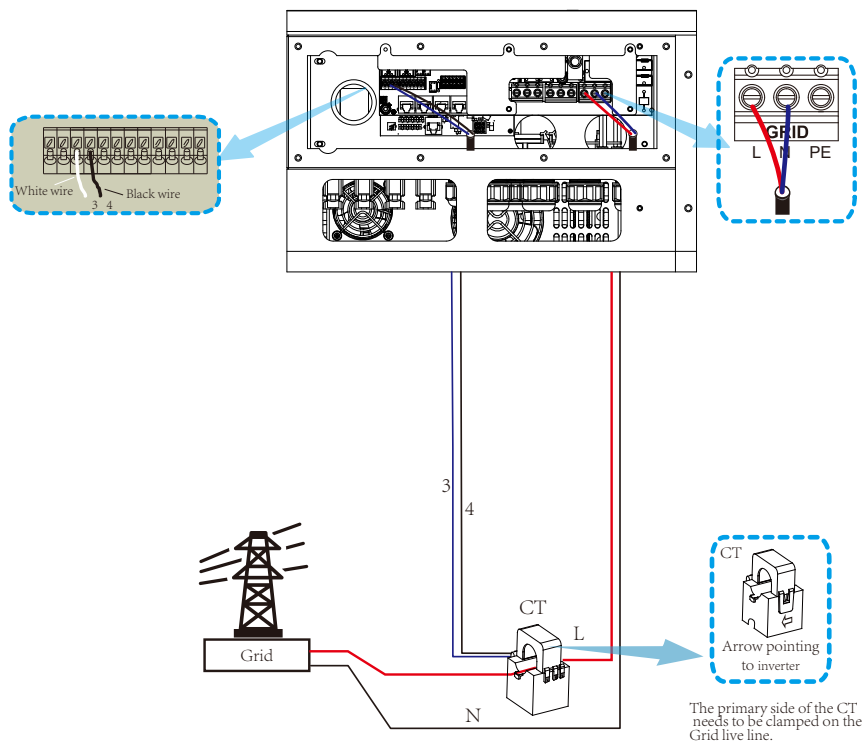 GRID
L N PE
White wire
Black wire
3 4
3
4
CT
L
CT
Arrow pointing
to inverter
Grid
N
The primary side of the CT
needs to be clamped on the
Grid live line.